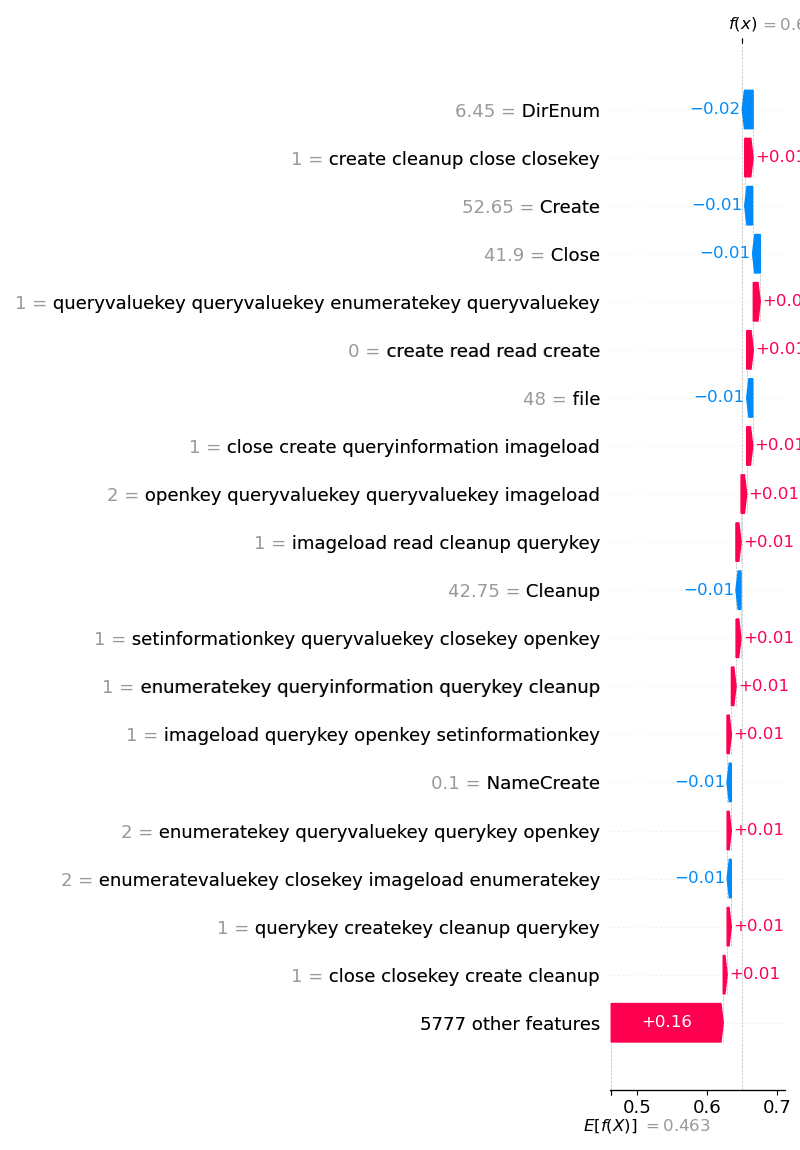 f(x) = 0.6
6.45 = DirEnum −0.02
1 = create cleanup close closekey +0.01
52.65 = Create −0.01
41.9 = Close −0.01
1 = queryvaluekey queryvaluekey enumeratekey queryvaluekey +0.0
0 = create read read create +0.01
48 = file −0.01
1 = close create queryinformation imageload +0.01
2 = openkey queryvaluekey queryvaluekey imageload +0.01
1 = imageload read cleanup querykey +0.01
42.75 = Cleanup −0.01
1 = setinformationkey queryvaluekey closekey openkey +0.01
1 = enumeratekey queryinformation querykey cleanup +0.01
1 = imageload querykey openkey setinformationkey +0.01
0.1 = NameCreate −0.01
2 = enumeratekey queryvaluekey querykey openkey +0.01
2 = enumeratevaluekey closekey imageload enumeratekey −0.01
1 = querykey createkey cleanup querykey +0.01
1 = close closekey create cleanup +0.01
5777 other features +0.16
0.5 0.6 0.7
E[f(X)] = 0.463